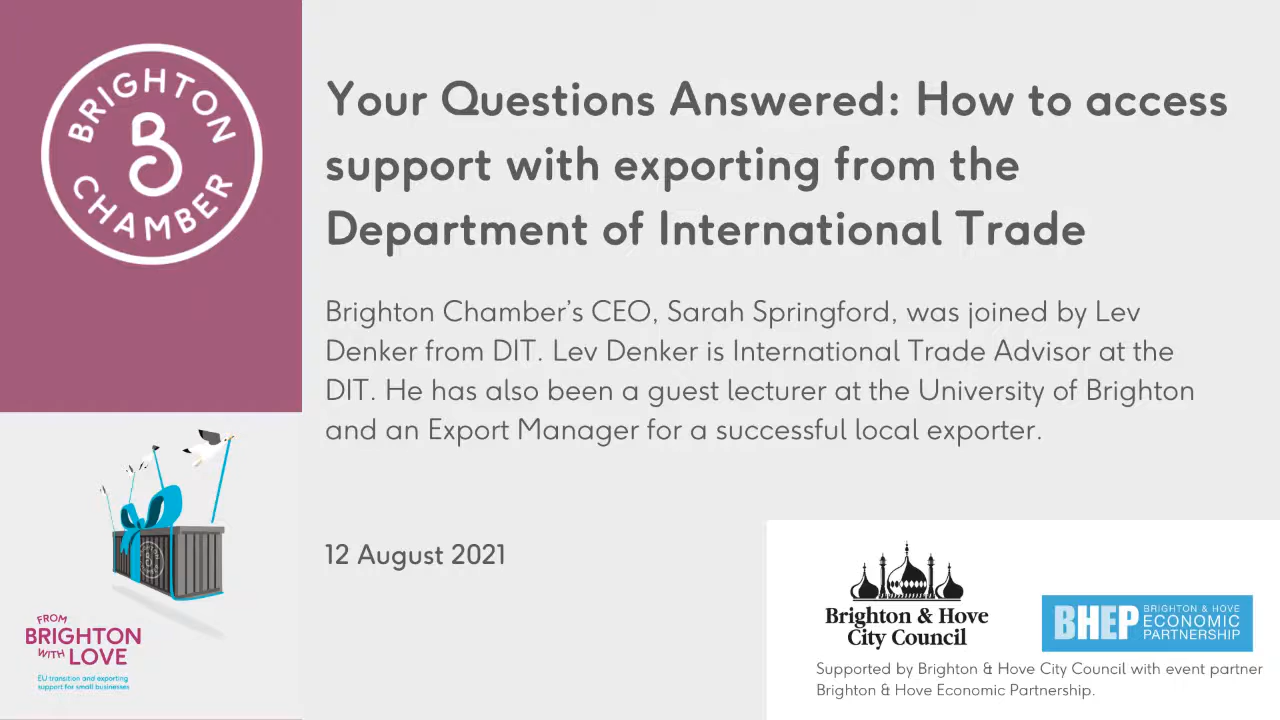 BRIGHTON
CHAMBER
Your Questions Answered: How to access
support with exporting from the
Department of International Trade
Brighton Chamber's CEO, Sarah Springford, was joined by Lev
Denker from DIT. Lev Denker is International Trade Advisor at the
DIT. He has also been a guest lecturer at the University of Brighton
and an Export Manager for a successful local exporter.
12 August 2021
FROM
BRIGHTON
WITH LOVE
EU transition and exporting
support for small businesses
Brighton & Hove
City Council
BHEP
BRIGHTON & HOVE
ECONOMIC
PARTNERSHIP
Supported by Brighton & Hove City Council with event partner
Brighton & Hove Economic Partnership.